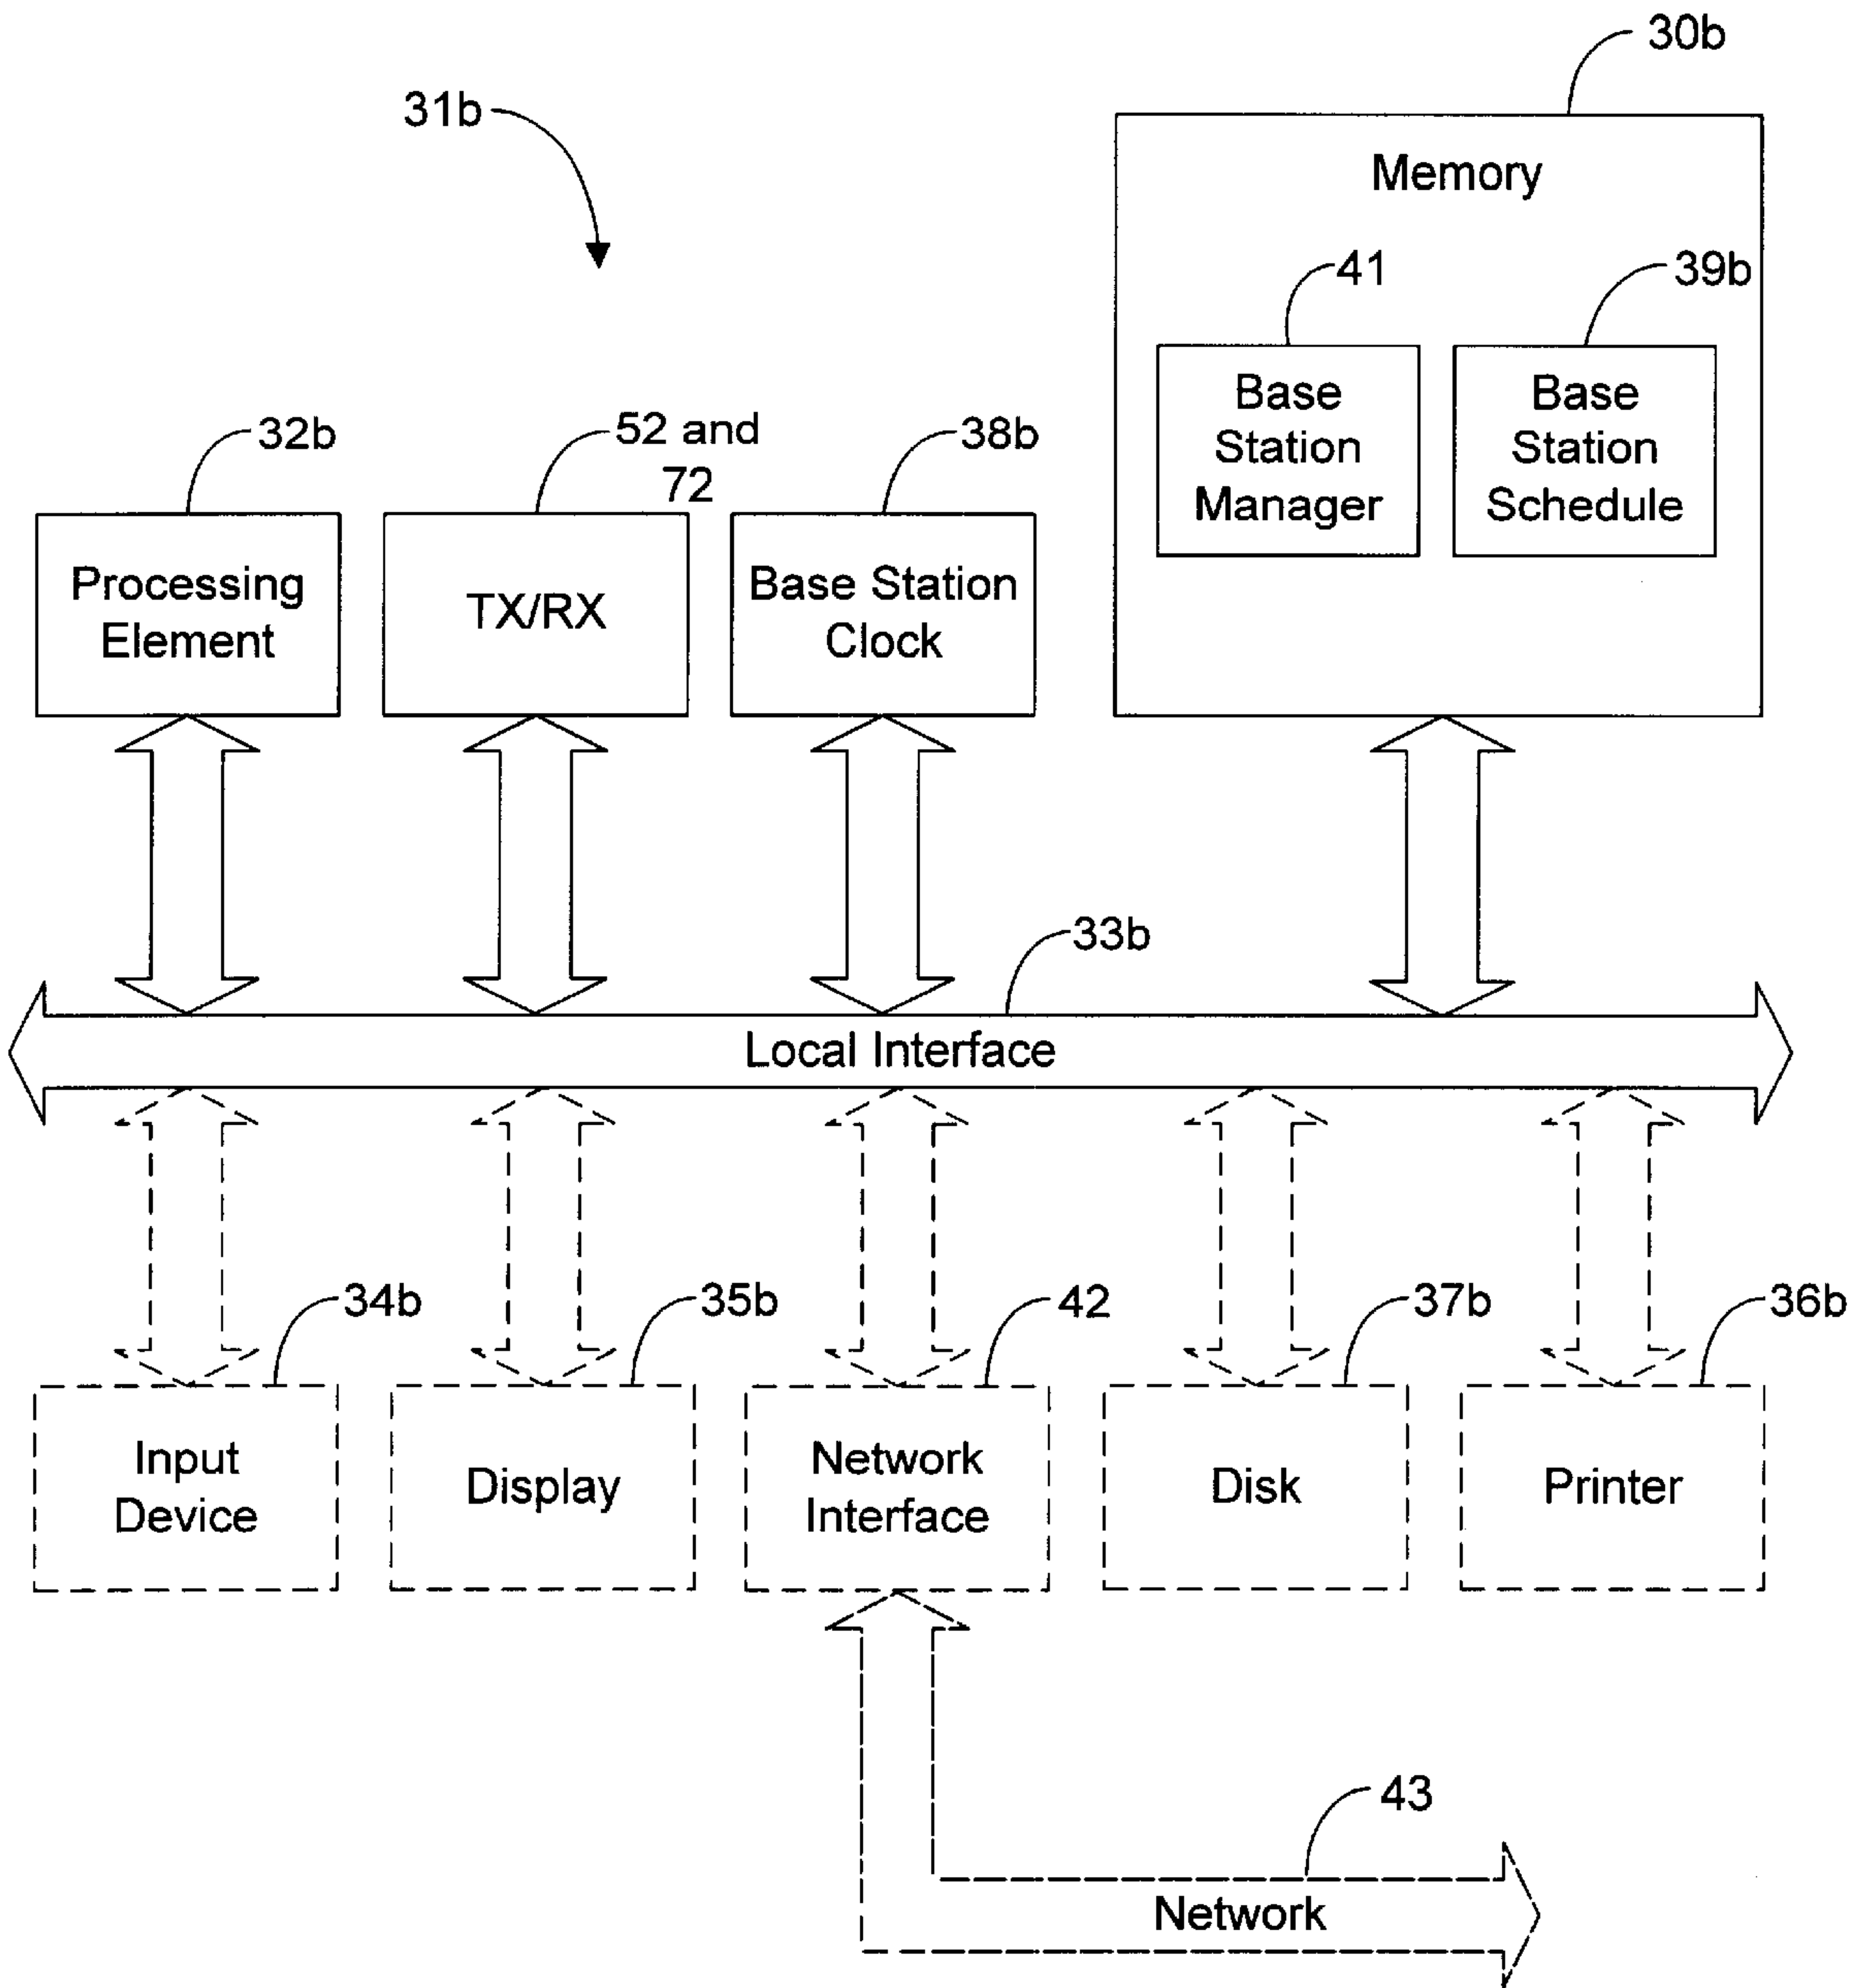 30b
31b
Memory
41
39b
Base
Station
Manager
Base
Station
Schedule
32b
52 and
72
38b
Processing
Element
TX/RX
Base Station
Clock
33b
Local Interface
34b
35b
42
37b
36b
Input
Device
Display
Network
Interface
Disk
Printer
43
Network